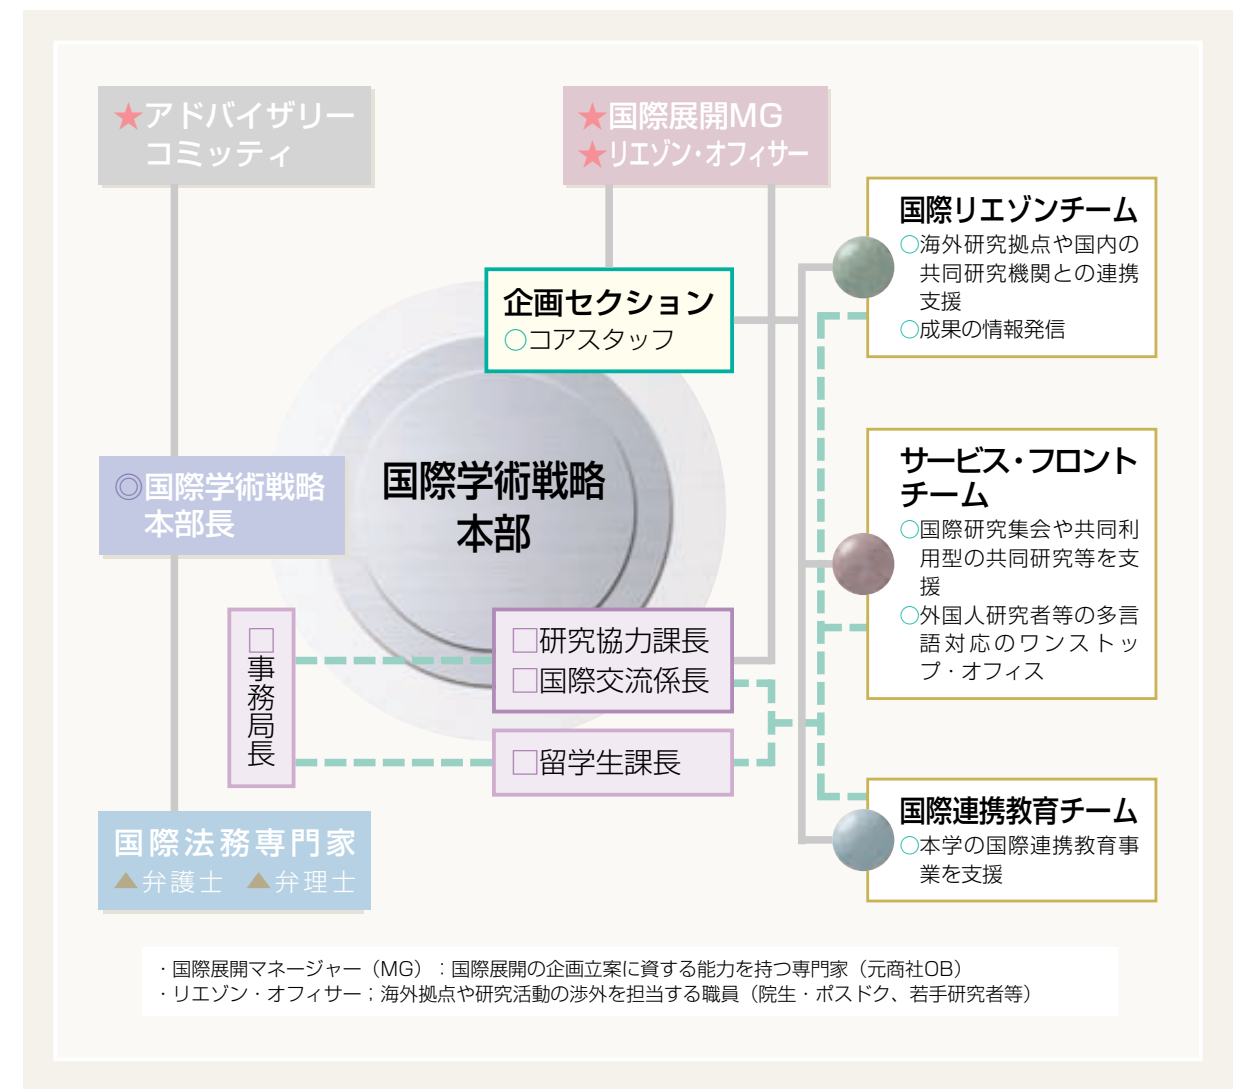 ★アドバイザリー
コミッティ
★国際展開MG
★リエゾン・オフィサー
企画セクション
○コアスタッフ
国際リエゾンチーム
○海外研究拠点や国内の
共同研究機関との連携
支援
○成果の情報発信
◎国際学術戦略
本部長
国際学術戦略
本部
サービス・フロント
チーム
○国際研究集会や共同利
用型の共同研究等を支
援
○外国人研究者等の多言
語対応のワンストッ
プ・オフィス
□事務局長
□研究協力課長
□国際交流係長
□留学生課長
国際法務専門家
▲弁護士 ▲弁理士
国際連携教育チーム
○本学の国際連携教育事
業を支援
・国際展開マネージャー（MG）：国際展開の企画立案に資する能力を持つ専門家（元商社OB）
・リエゾン・オフィサー；海外拠点や研究活動の渉外を担当する職員（院生・ポスドク、若手研究者等）